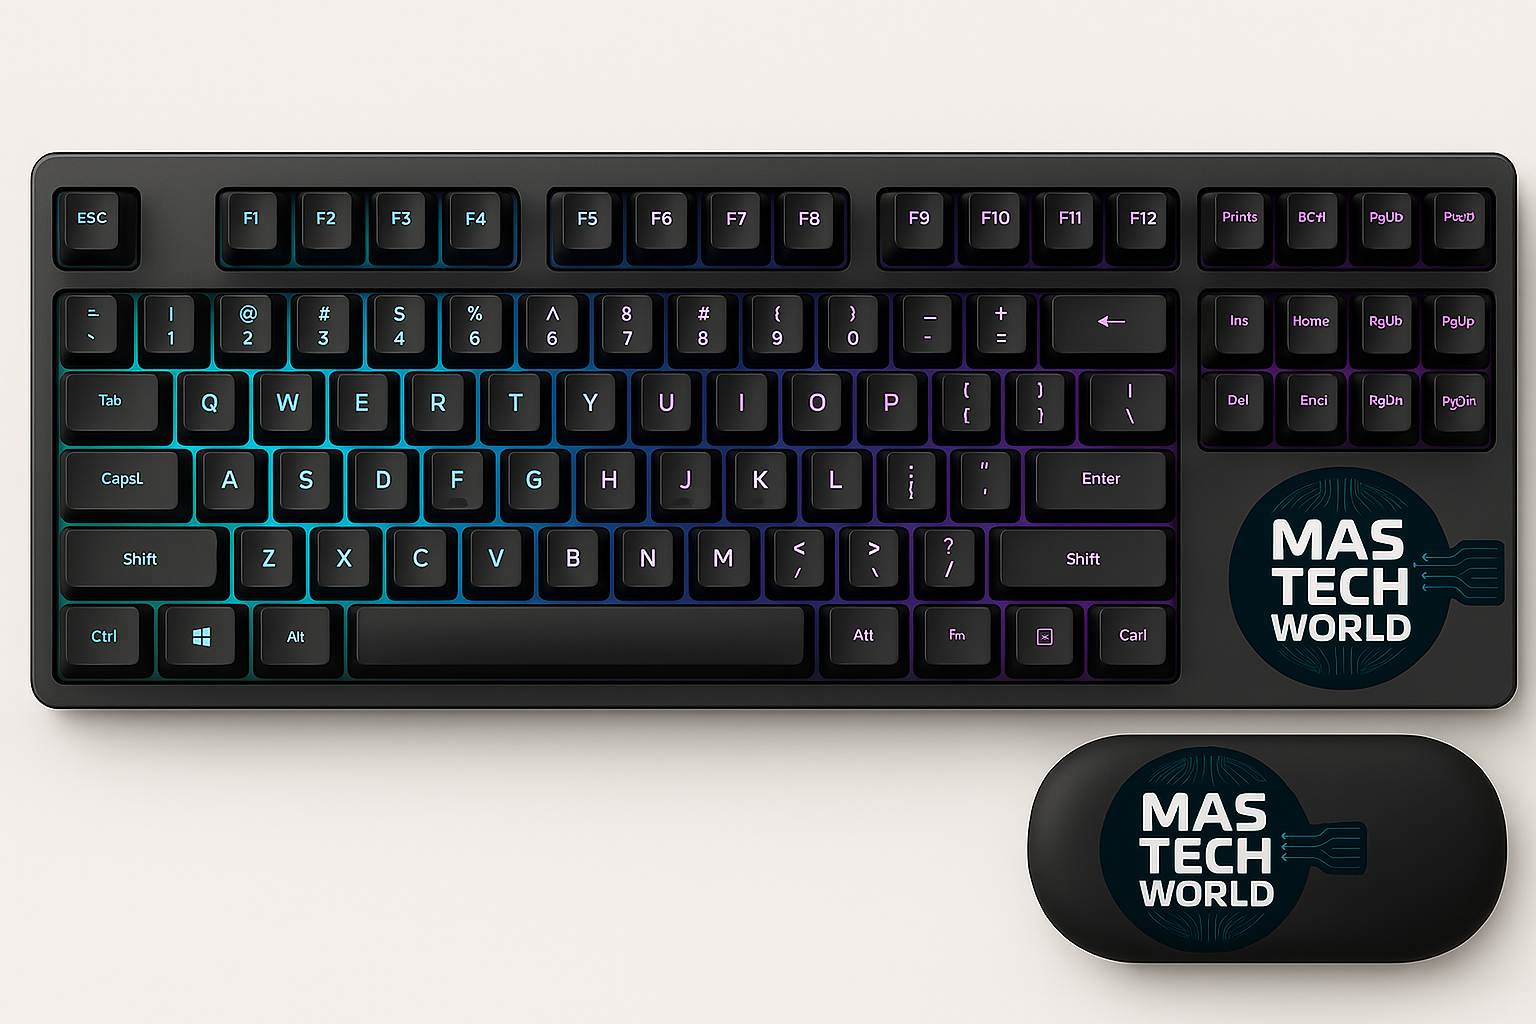 ESC F1 F2 F3 F4 F5 F6 F7 F8 F9 F10 F11 F12 Prints PgUb
1 @ # S % ^ 8 # { } — +
1 2 3 4 6 6 7 8 9 0 - = ←
Ins Home RgUb PgUp
Tab Q W E R T Y U I O P { } | \
Del Enci RgDn
CapsL A S D F G H J K L ; " Enter
Shift Z X C V B N M < > ? / Shift
Ctrl Alt Att Fm Carl
MAS
TECH
WORLD
MAS
TECH
WORLD